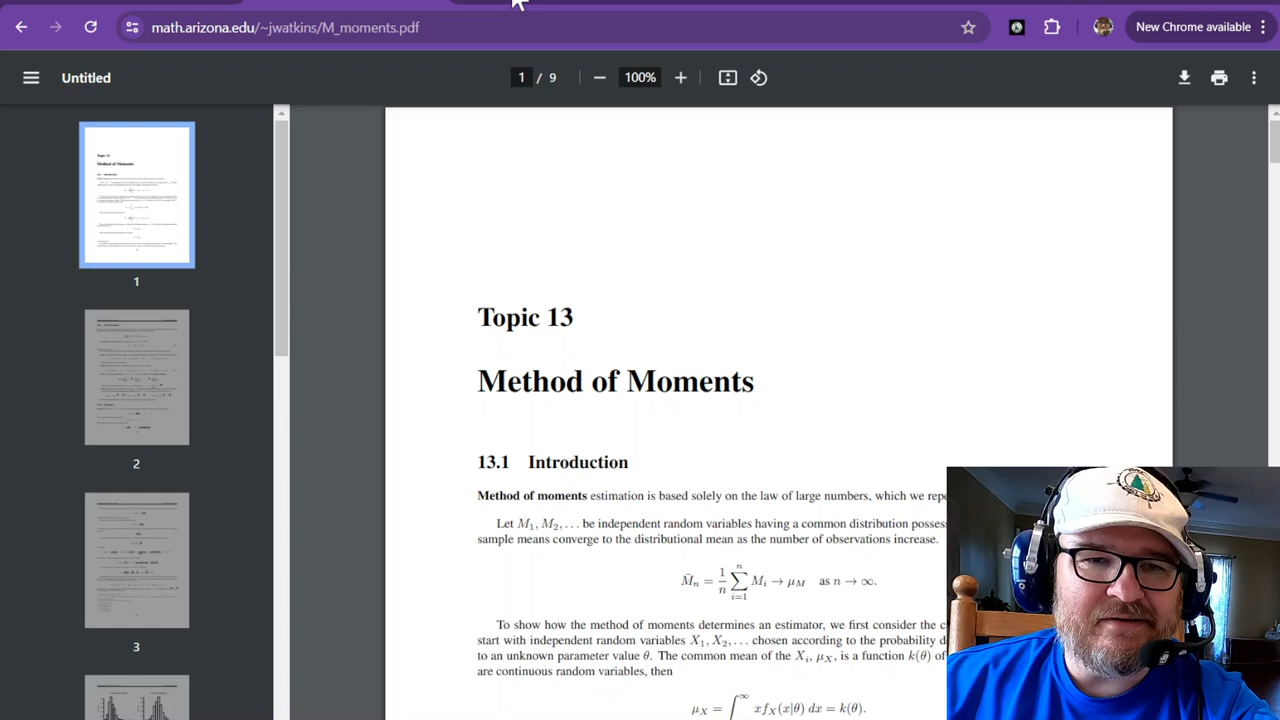 math.arizona.edu/~jwatkins/M_moments.pdf
New Chrome available
Untitled
1 / 9
100%
1
2
3
Topic 13
Method of Moments
13.1 Introduction
Method of moments estimation is based solely on the law of large numbers, which we repe
Let M₁, M₂, . . . be independent random variables having a common distribution possess
sample means converge to the distributional mean as the number of observations increase.
M̄ₙ = 1/n ∑ᵢ₌₁ⁿ Mᵢ → μ_M as n → ∞.
To show how the method of moments determines an estimator, we first consider the c
start with independent random variables X₁, X₂, . . . chosen according to the probability d
to an unknown parameter value θ. The common mean of the Xᵢ, μ_X, is a function k(θ) of
are continuous random variables, then
μ_X = ∫_∞ x f_X(x|θ) dx = k(θ).